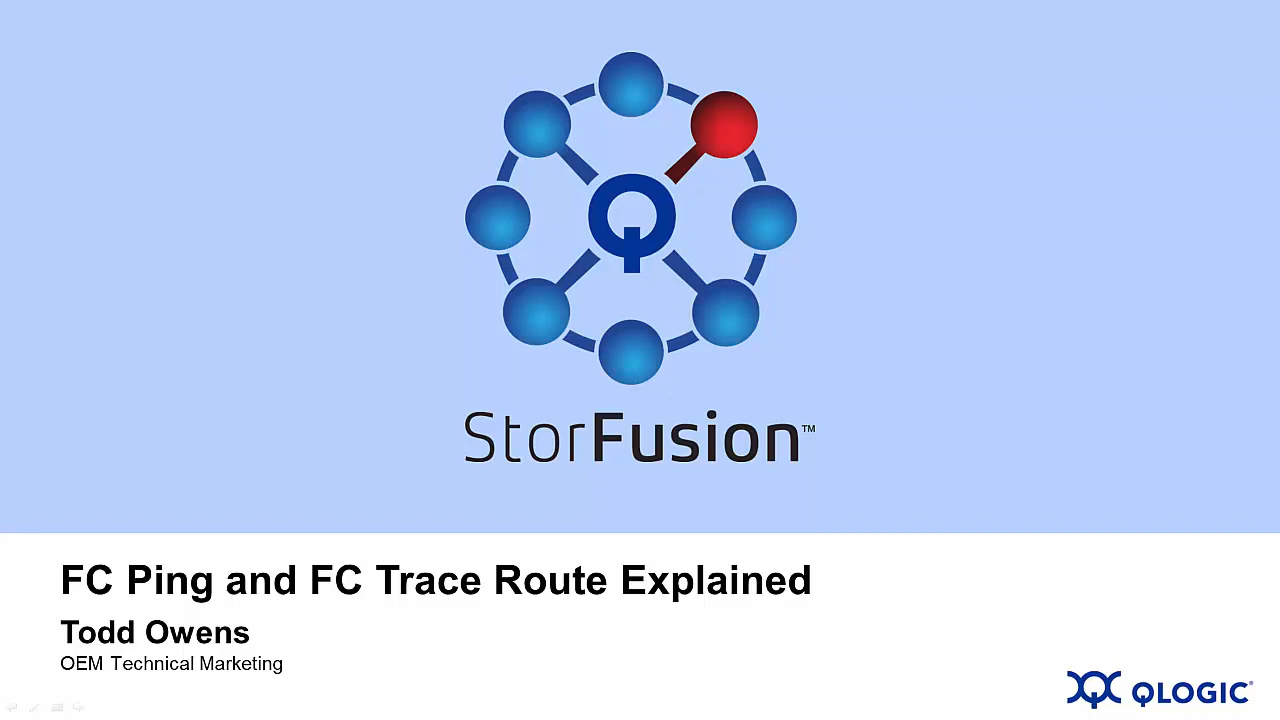 Q
StorFusion™
FC Ping and FC Trace Route Explained
Todd Owens
OEM Technical Marketing
QLOGIC®